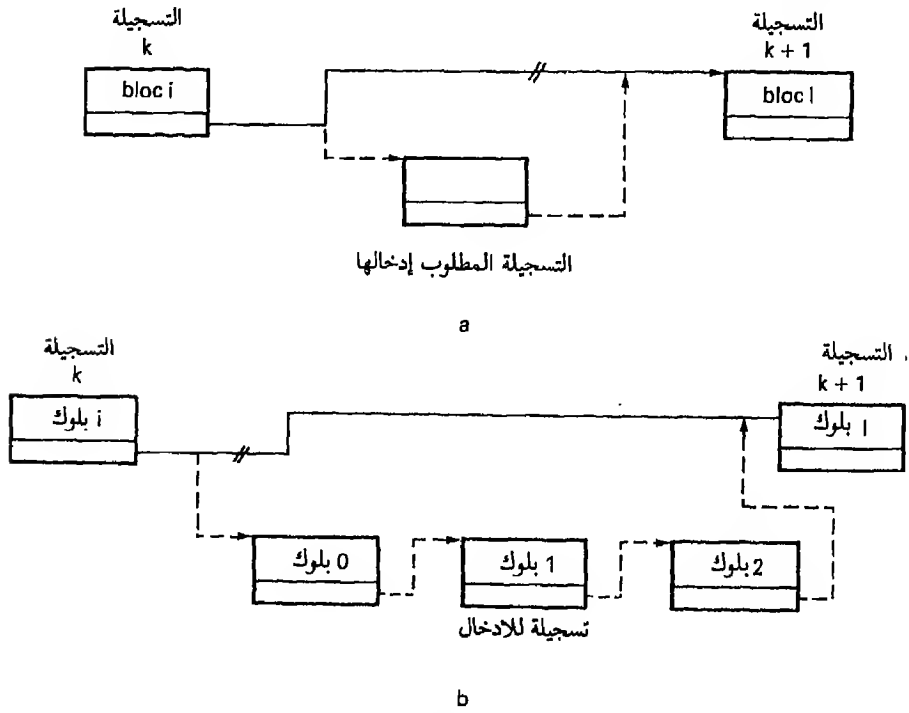 التسجيلة
k
bloc i
التسجيلة
k + 1
bloc l
التسجيلة المطلوب إدخالها
a
التسجيلة
k
بلوك i
التسجيلة
k + 1
بلوك l
بلوك 0
بلوك 1
بلوك 2
تسجيلة للادخال
b